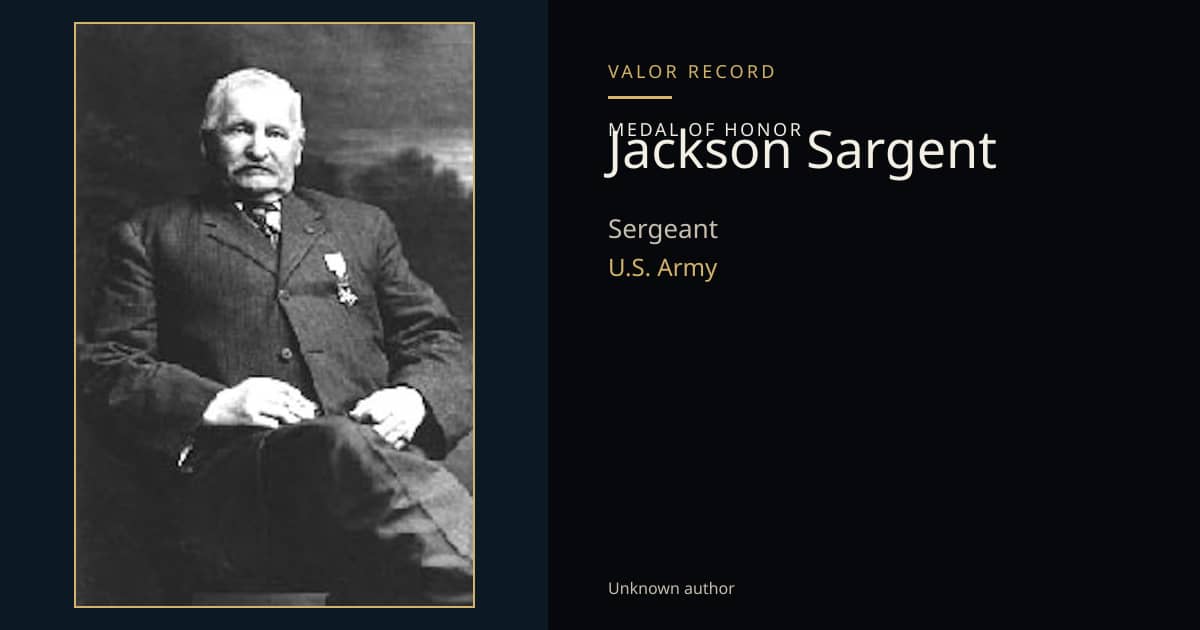 VALOR RECORD
MEDAL OF HONOR
Jackson Sargent
Sergeant
U.S. Army
Unknown author